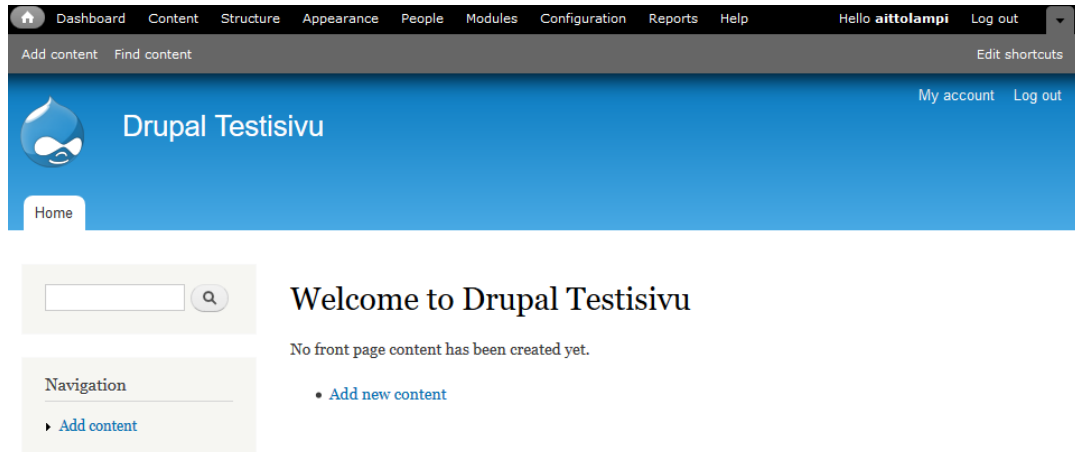 Dashboard Content Structure Appearance People Modules Configuration Reports Help Hello aittolampi Log out
Add content Find content Edit shortcuts
My account Log out
Drupal Testisivu
Home
Welcome to Drupal Testisivu
No front page content has been created yet.
Navigation
Add new content
Add content